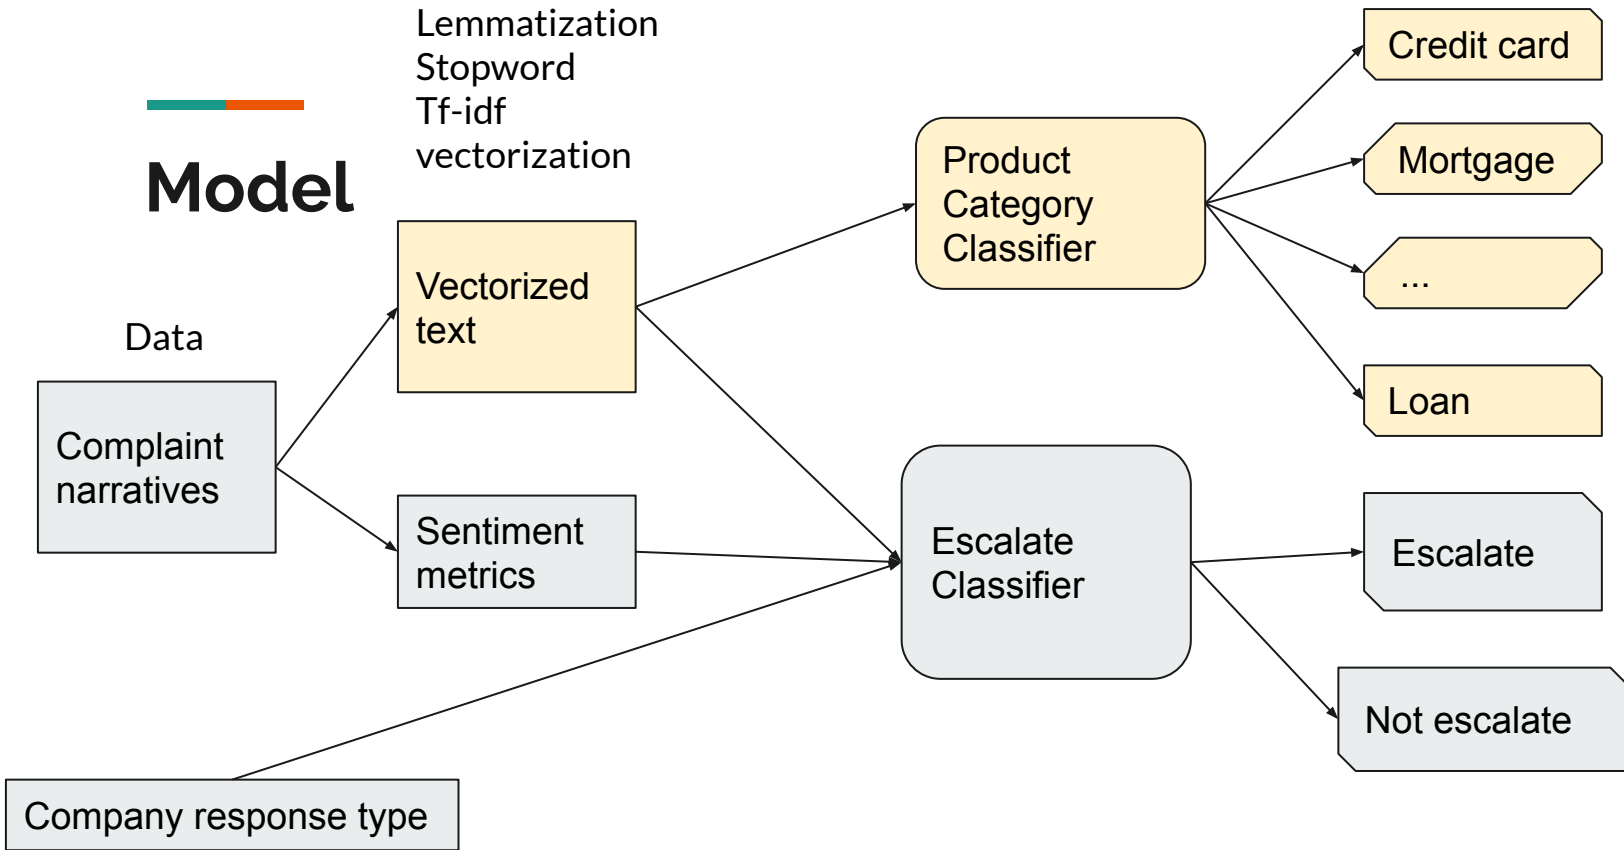 Model
Lemmatization
Stopword
Tf-idf
vectorization
Data
Complaint
narratives
Vectorized
text
Sentiment
metrics
Company response type
Product
Category
Classifier
Escalate
Classifier
Credit card
Mortgage
...
Loan
Escalate
Not escalate